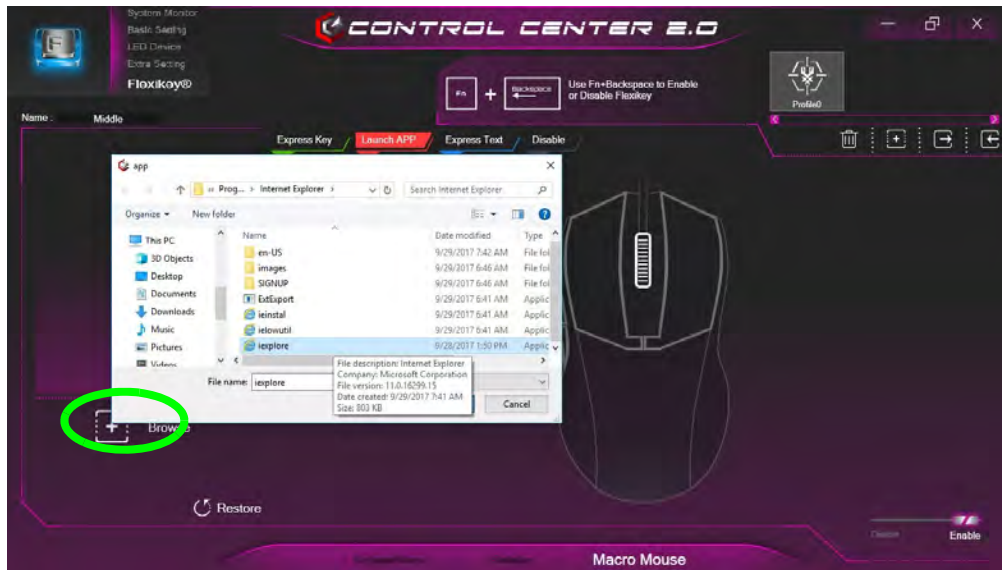 System Monitor
Basic Setting
LED Device
Extra Setting
Flexikey®
CONTROL CENTER 2.0
Fn + Backspace
Use Fn+Backspace to Enable
or Disable Flexikey
Profile0
Name : Middle
Express Key / Launch APP / Express Text / Disable
app
« Prog... › Internet Explorer ›
Search Internet Explorer
Organize
New folder
This PC
3D Objects
Desktop
Documents
Downloads
Music
Pictures
Videos
Name Date modified Type
en-US 9/29/2017 7:42 AM File fol
images 9/29/2017 6:46 AM File fol
SIGNUP 9/29/2017 6:46 AM File fol
ExtExport 9/29/2017 6:41 AM Applic
ieinstal 9/29/2017 6:41 AM Applic
ielowutil 9/29/2017 6:41 AM Applic
iexplore 9/28/2017 1:50 PM Applic
File description: Internet Explorer
Company: Microsoft Corporation
File version: 11.0.16299.15
Date created: 9/29/2017 7:41 AM
Size: 803 KB
File name: iexplore
Cancel
Browse
Restore
Enable
Macro Mouse